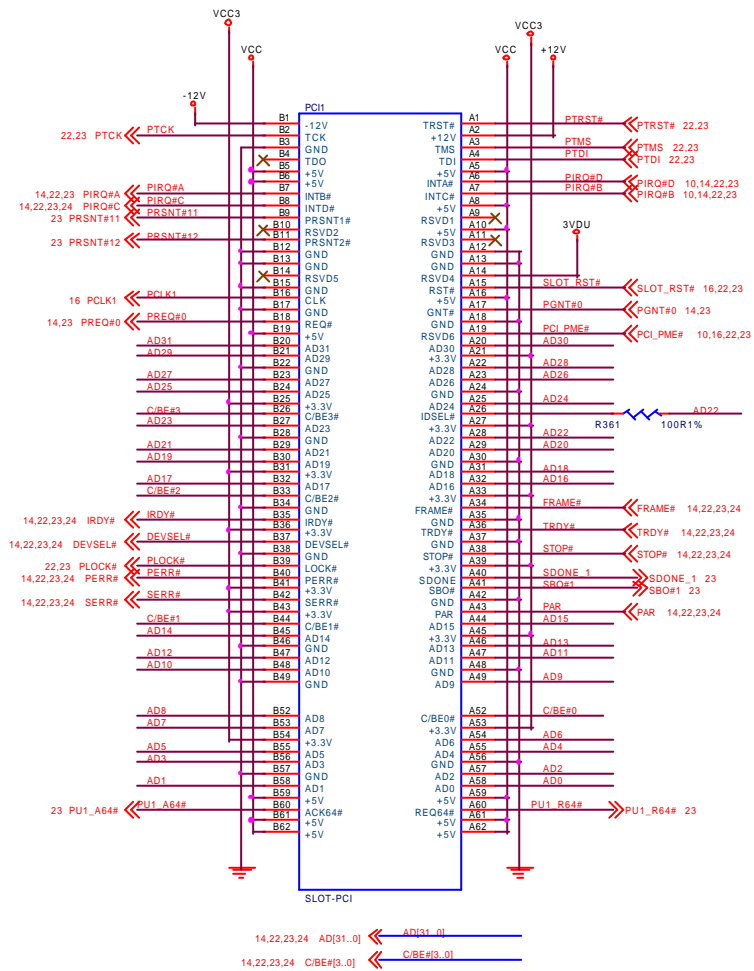 VCC3
VCC
-12V
VCC3
VCC
+12V
PCI1
B1 -12V TRST# A1 PTRST# PTRST# 22,23
22,23 PTCK PTCK B2 TCK +12V A2
B3 GND TMS A3 PTMS PTMS 22,23
B4 TDO TDI A4 PTDI PTDI 22,23
B5 +5V +5V A5
B6 +5V INTA# A6 PIRQ#D PIRQ#D 10,14,22,23
14,22,23 PIRQ#A PIRQ#A B7 INTB# INTC# A7 PIRQ#B PIRQ#B 10,14,22,23
14,22,23,24 PIRQ#C PIRQ#C B8 INTD# +5V A8
23 PRSNT#11 PRSNT#11 B9 PRSNT1# RSVD1 A9
B10 RSVD2 +5V A10
23 PRSNT#12 PRSNT#12 B11 PRSNT2# RSVD3 A11
B12 GND GND A12
B13 GND GND A13
3VDU
B14 RSVD5 RSVD4 A14
B15 GND RST# A15 SLOT_RST# SLOT_RST# 16,22,23
16 PCLK1 PCLK1 B16 CLK +5V A16
B17 GND GNT# A17 PGNT#0 PGNT#0 14,23
14,23 PREQ#0 PREQ#0 B18 REQ# GND A18
B19 +5V RSVD6 A19 PCI_PME# PCI_PME# 10,16,22,23
AD31 B20 AD31 AD30 A20 AD30
AD29 B21 AD29 +3.3V A21
B22 GND AD28 A22 AD28
AD27 B23 AD27 AD26 A23 AD26
AD25 B24 AD25 GND A24
B25 +3.3V AD24 A25 AD24
C/BE#3 B26 C/BE3# IDSEL# A26 R361 100R1% AD22
AD23 B27 AD23 +3.3V A27
B28 GND AD22 A28 AD22
AD21 B29 AD21 AD20 A29 AD20
AD19 B30 AD19 GND A30
B31 +3.3V AD18 A31 AD18
AD17 B32 AD17 AD16 A32 AD16
C/BE#2 B33 C/BE2# +3.3V A33
B34 GND FRAME# A34 FRAME# FRAME# 14,22,23,24
14,22,23,24 IRDY# IRDY# B35 IRDY# GND A35
B36 +3.3V TRDY# A36 TRDY# TRDY# 14,22,23,24
14,22,23,24 DEVSEL# DEVSEL# B37 DEVSEL# GND A37
B38 GND STOP# A38 STOP# STOP# 14,22,23,24
22,23 PLOCK# PLOCK# B39 LOCK# +3.3V A39
14,22,23,24 PERR# PERR# B40 PERR# SDONE A40 SDONE_1 SDONE_1 23
B41 +3.3V SBO# A41 SBO#1 SBO#1 23
14,22,23,24 SERR# SERR# B42 SERR# GND A42
B43 +3.3V PAR A43 PAR PAR 14,22,23,24
C/BE#1 B44 C/BE1# AD15 A44 AD15
AD14 B45 AD14 +3.3V A45
B46 GND AD13 A46 AD13
AD12 B47 AD12 AD11 A47 AD11
AD10 B48 AD10 GND A48
B49 GND AD9 A49 AD9
AD8 B52 AD8 C/BE0# A52 C/BE#0
AD7 B53 AD7 +3.3V A53
B54 +3.3V AD6 A54 AD6
AD5 B55 AD5 AD4 A55 AD4
AD3 B56 AD3 GND A56
B57 GND AD2 A57 AD2
AD1 B58 AD1 AD0 A58 AD0
B59 +5V +5V A59
23 PU1_A64# PU1_A64# B60 ACK64# REQ64# A60 PU1_R64# PU1_R64# 23
B61 +5V +5V A61
B62 +5V +5V A62
SLOT-PCI
14,22,23,24 AD[31..0] AD[31..0]
14,22,23,24 C/BE#[3..0] C/BE#[3..0]